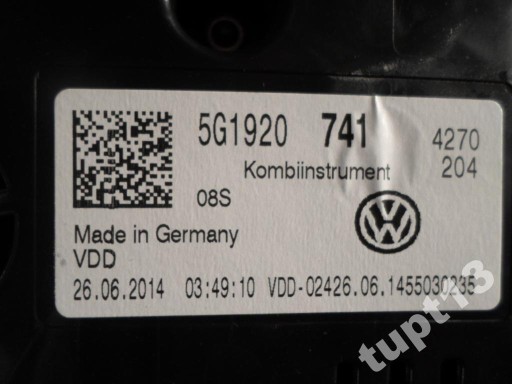 5G1920 741 4270
Kombiinstrument 204
08S
Made in Germany
VDD
26.06.2014 03:49:10 VDD-02426.06.1455030235
tupt13